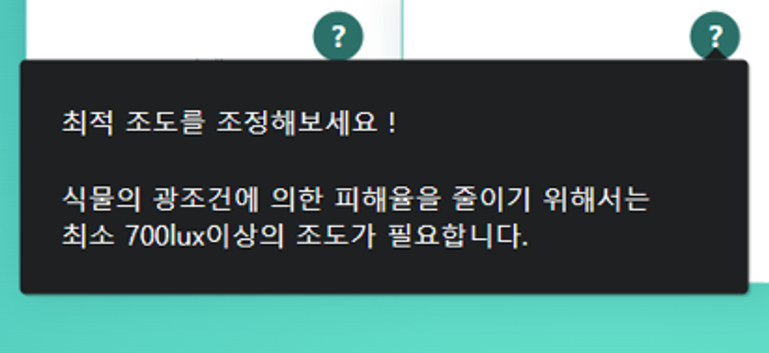 ?
?
최적 조도를 조정해보세요 !
식물의 광조건에 의한 피해율을 줄이기 위해서는
최소 700lux이상의 조도가 필요합니다.